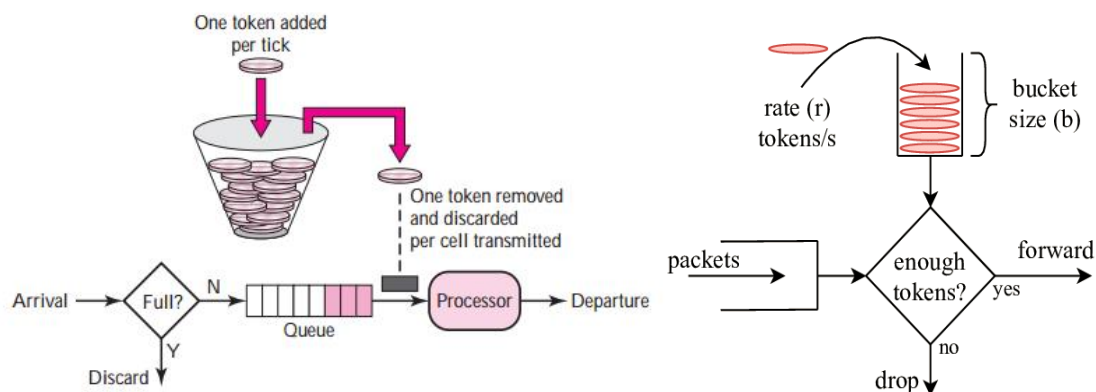 One token added
per tick
One token removed
and discarded
per cell transmitted
Arrival
Full?
N
Queue
Processor
Departure
Y
Discard
rate (r)
tokens/s
bucket
size (b)
packets
enough
tokens?
forward
yes
no
drop